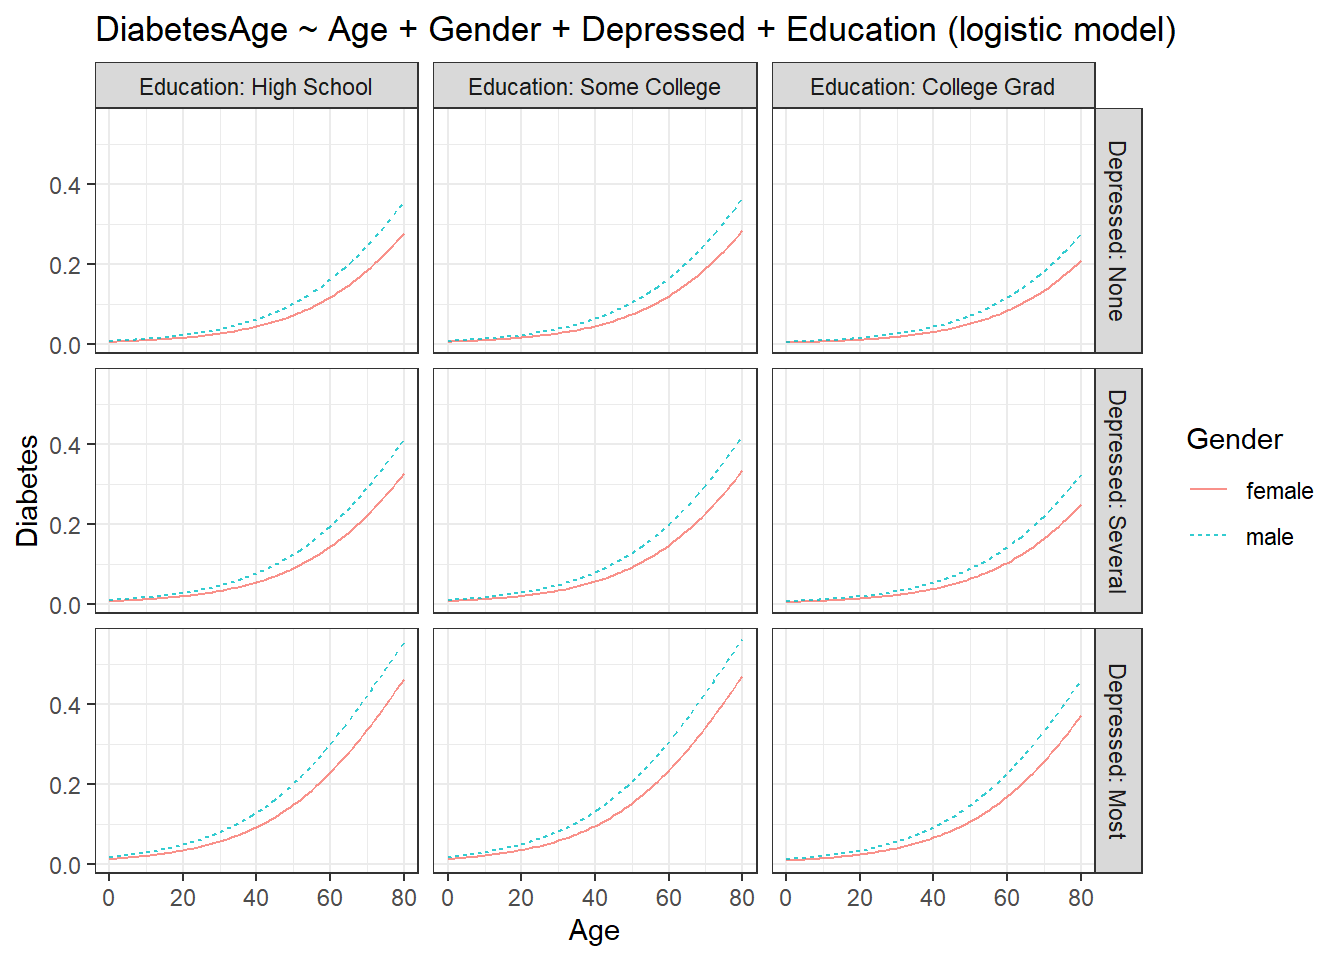 DiabetesAge ~ Age + Gender + Depressed + Education (logistic model)
Education: High School
Education: Some College
Education: College Grad
0.4
0.2
0.0
Depressed: None
0.4
0.2
0.0
Depressed: Several
0.4
0.2
0.0
Depressed: Most
0 20 40 60 80
0 20 40 60 80
0 20 40 60 80
Age
Diabetes
Gender
female
male